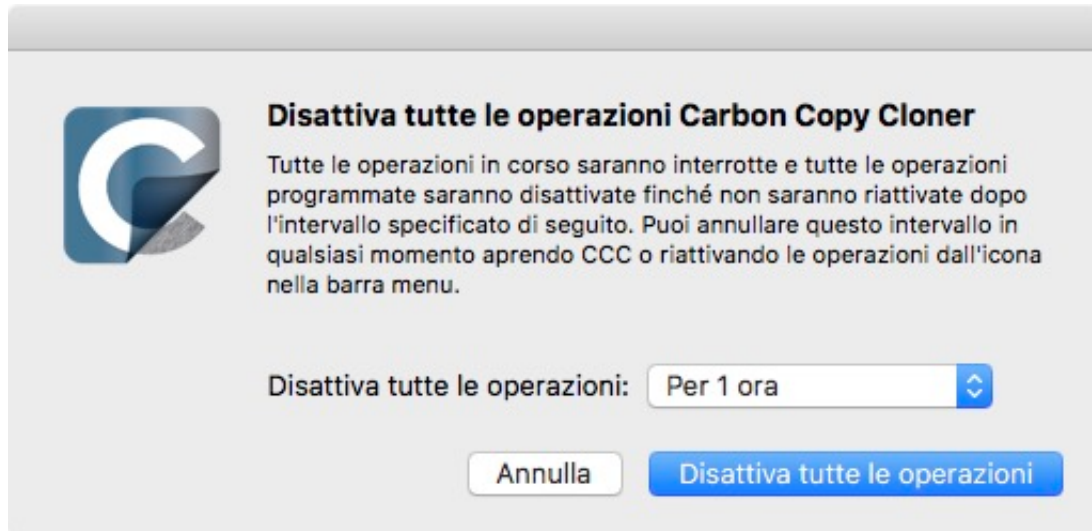 Disattiva tutte le operazioni Carbon Copy Cloner
Tutte le operazioni in corso saranno interrotte e tutte le operazioni
programmate saranno disattivate finché non saranno riattivate dopo
l'intervallo specificato di seguito. Puoi annullare questo intervallo in
qualsiasi momento aprendo CCC o riattivando le operazioni dall'icona
nella barra menu.
Disattiva tutte le operazioni: Per 1 ora
Annulla Disattiva tutte le operazioni